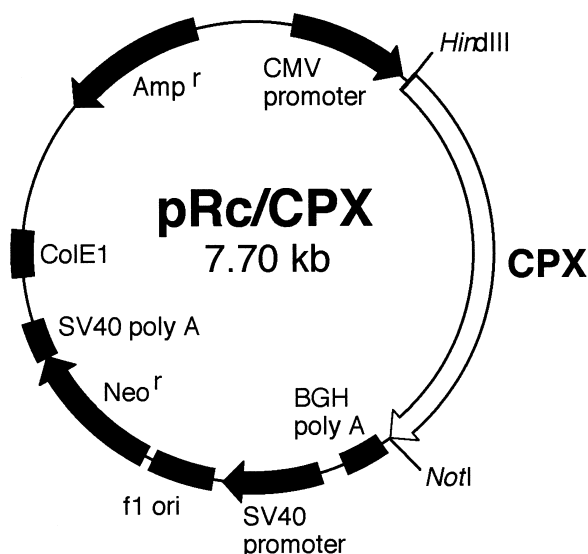 CMV
promoter
HindIII
Amp r
pRc/CPX
7.70 kb
CPX
ColE1
SV40 poly A
Neo r
BGH
poly A
NotI
f1 ori
SV40
promoter